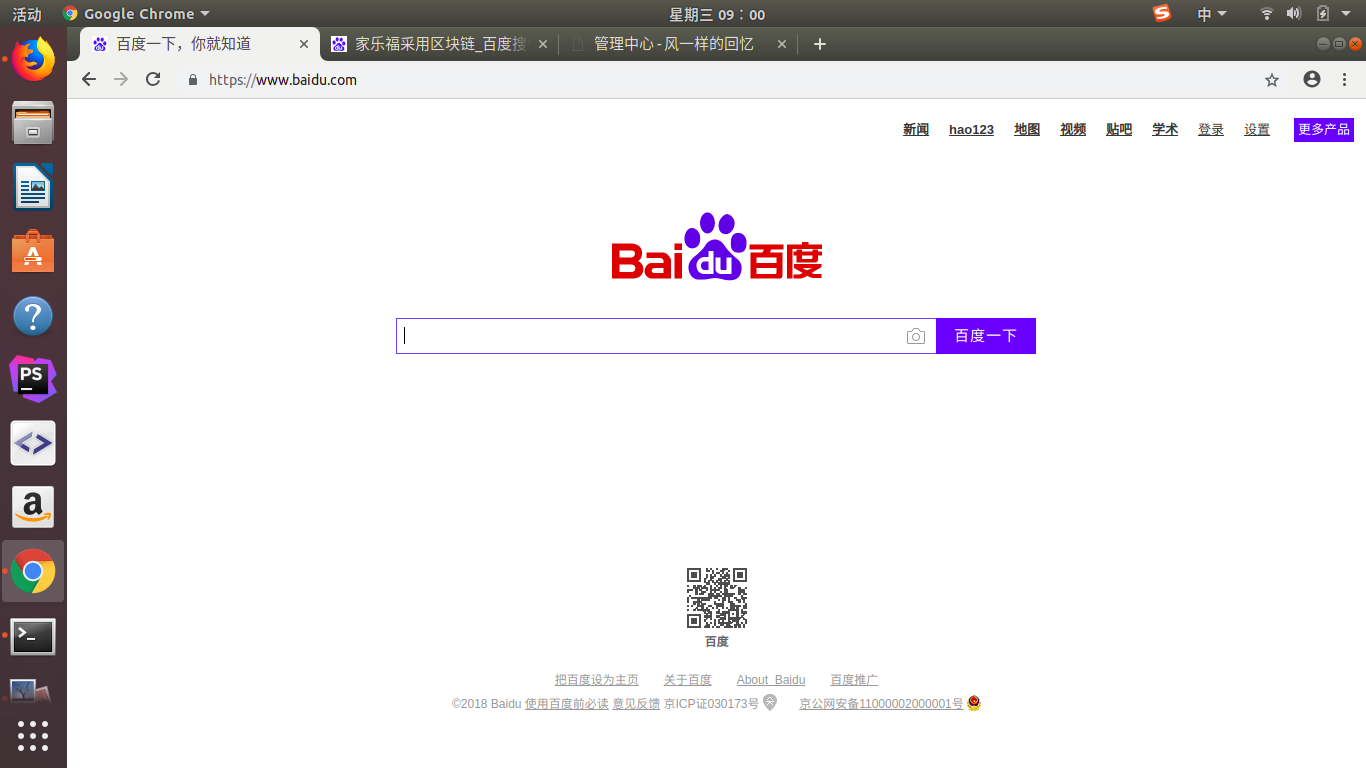 活动 Google Chrome 星期三 09：00 中
百度一下，你就知道 家乐福采用区块链_百度搜 管理中心 - 风一样的回忆
https://www.baidu.com
新闻 hao123 地图 视频 贴吧 学术 登录 设置 更多产品
Bai du 百度
百度一下
PS
a
百度
把百度设为主页 关于百度 About Baidu 百度推广
©2018 Baidu 使用百度前必读 意见反馈 京ICP证030173号 京公网安备11000002000001号